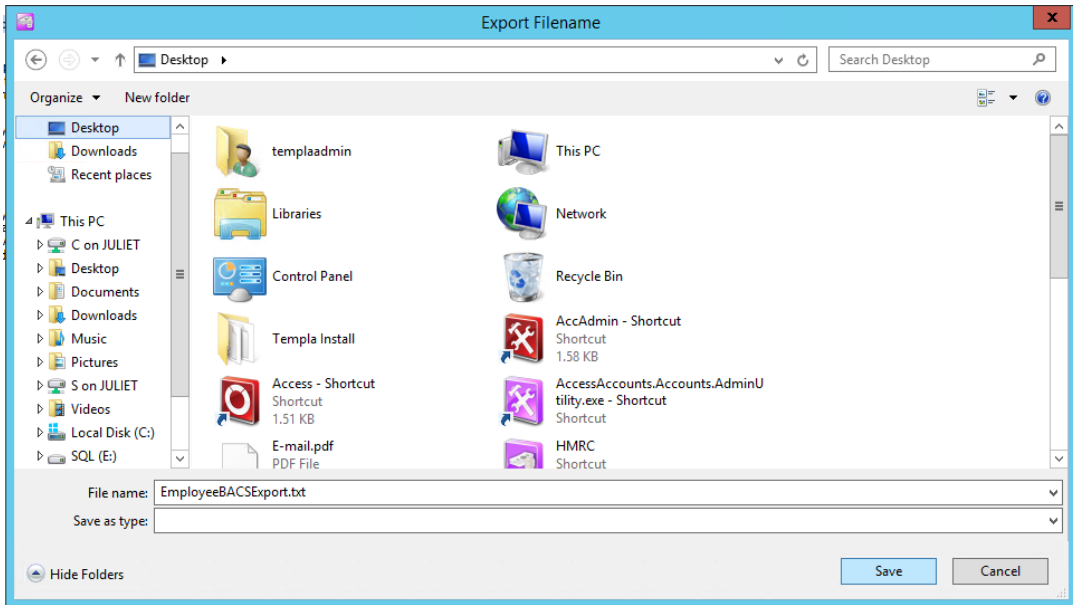 Export Filename
x
Desktop
Search Desktop
Organize
New folder
Desktop
Downloads
Recent places
This PC
C on JULIET
Desktop
Documents
Downloads
Music
Pictures
S on JULIET
Videos
Local Disk (C:)
SQL (E:)
templaadmin
This PC
Libraries
Network
Control Panel
Recycle Bin
Templa Install
AccAdmin - Shortcut
Shortcut
1.58 KB
Access - Shortcut
Shortcut
1.51 KB
AccessAccounts.Accounts.AdminU
tility.exe - Shortcut
Shortcut
E-mail.pdf
PDF File
HMRC
Shortcut
File name: EmployeeBACSExport.txt
Save as type:
Hide Folders
Save
Cancel